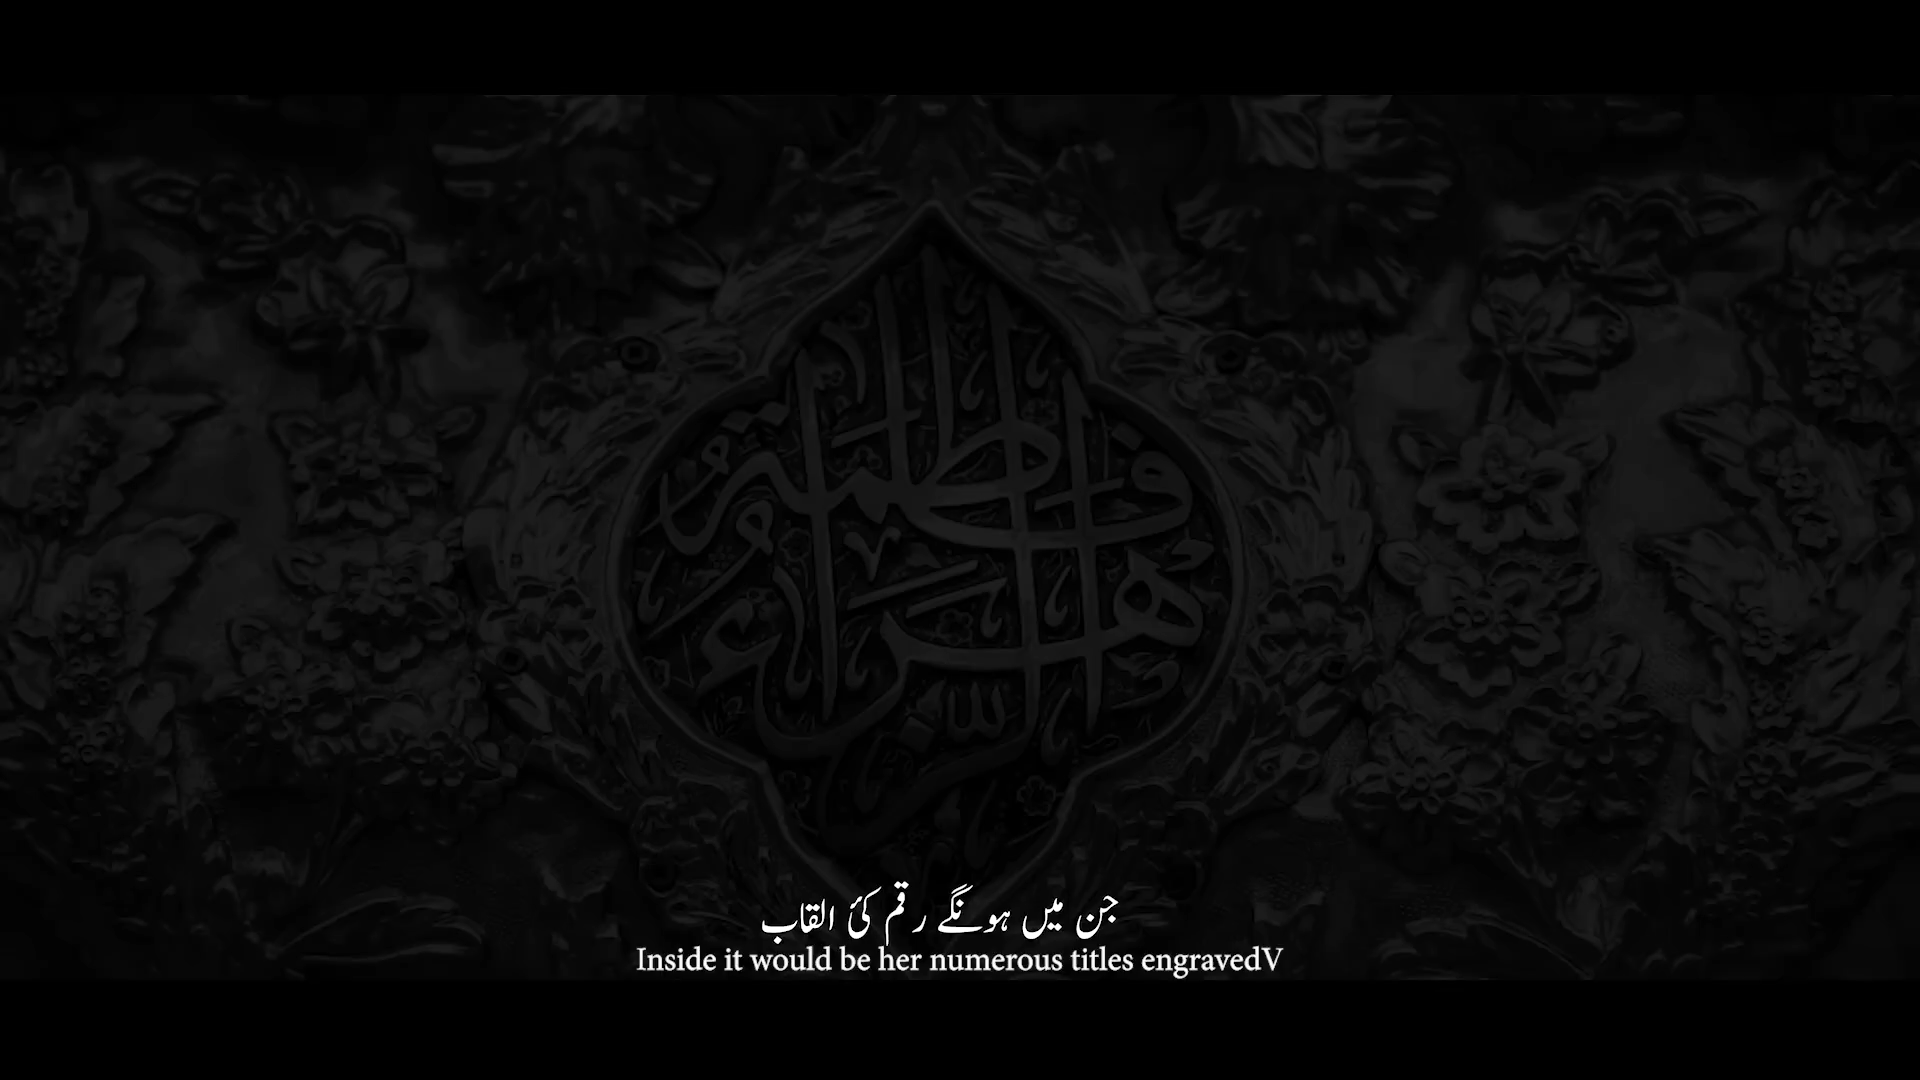 فاطمة
الزهراء
جن میں ہونگے رقم کئ القاب
Inside it would be her numerous titles engravedV